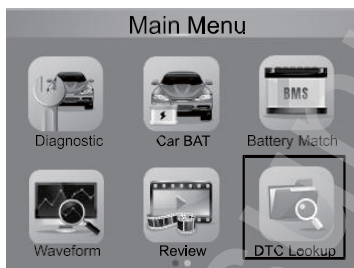 Main Menu
Diagnostic
Car BAT
Battery Match
BMS
Waveform
Review
DTC Lookup